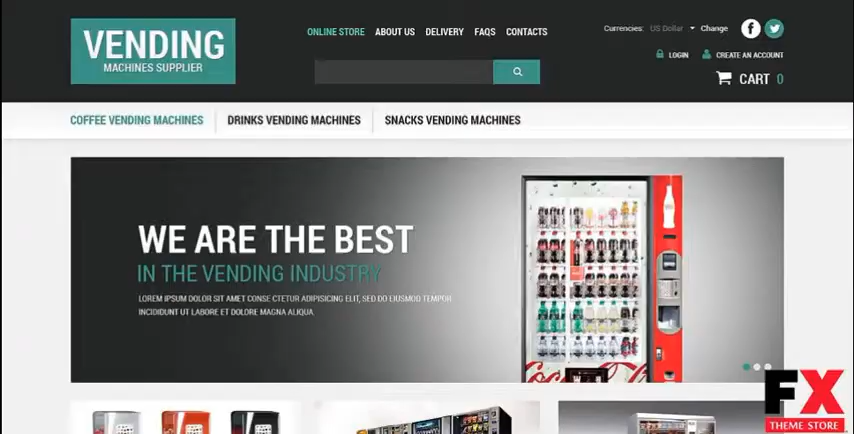 VENDING
MACHINES SUPPLIER
ONLINE STORE ABOUT US DELIVERY FAQS CONTACTS
Currencies: US Dollar Change
LOGIN CREATE AN ACCOUNT
CART 0
COFFEE VENDING MACHINES DRINKS VENDING MACHINES SNACKS VENDING MACHINES
WE ARE THE BEST
IN THE VENDING INDUSTRY
LOREM IPSUM DOLOR SIT AMET CONSE CTETUR ADIPISICING ELIT, SED DO EIUSMOD TEMPOR
INCIDIDUNT UT LABORE ET DOLORE MAGNA ALIQUA.
FX
THEME STORE